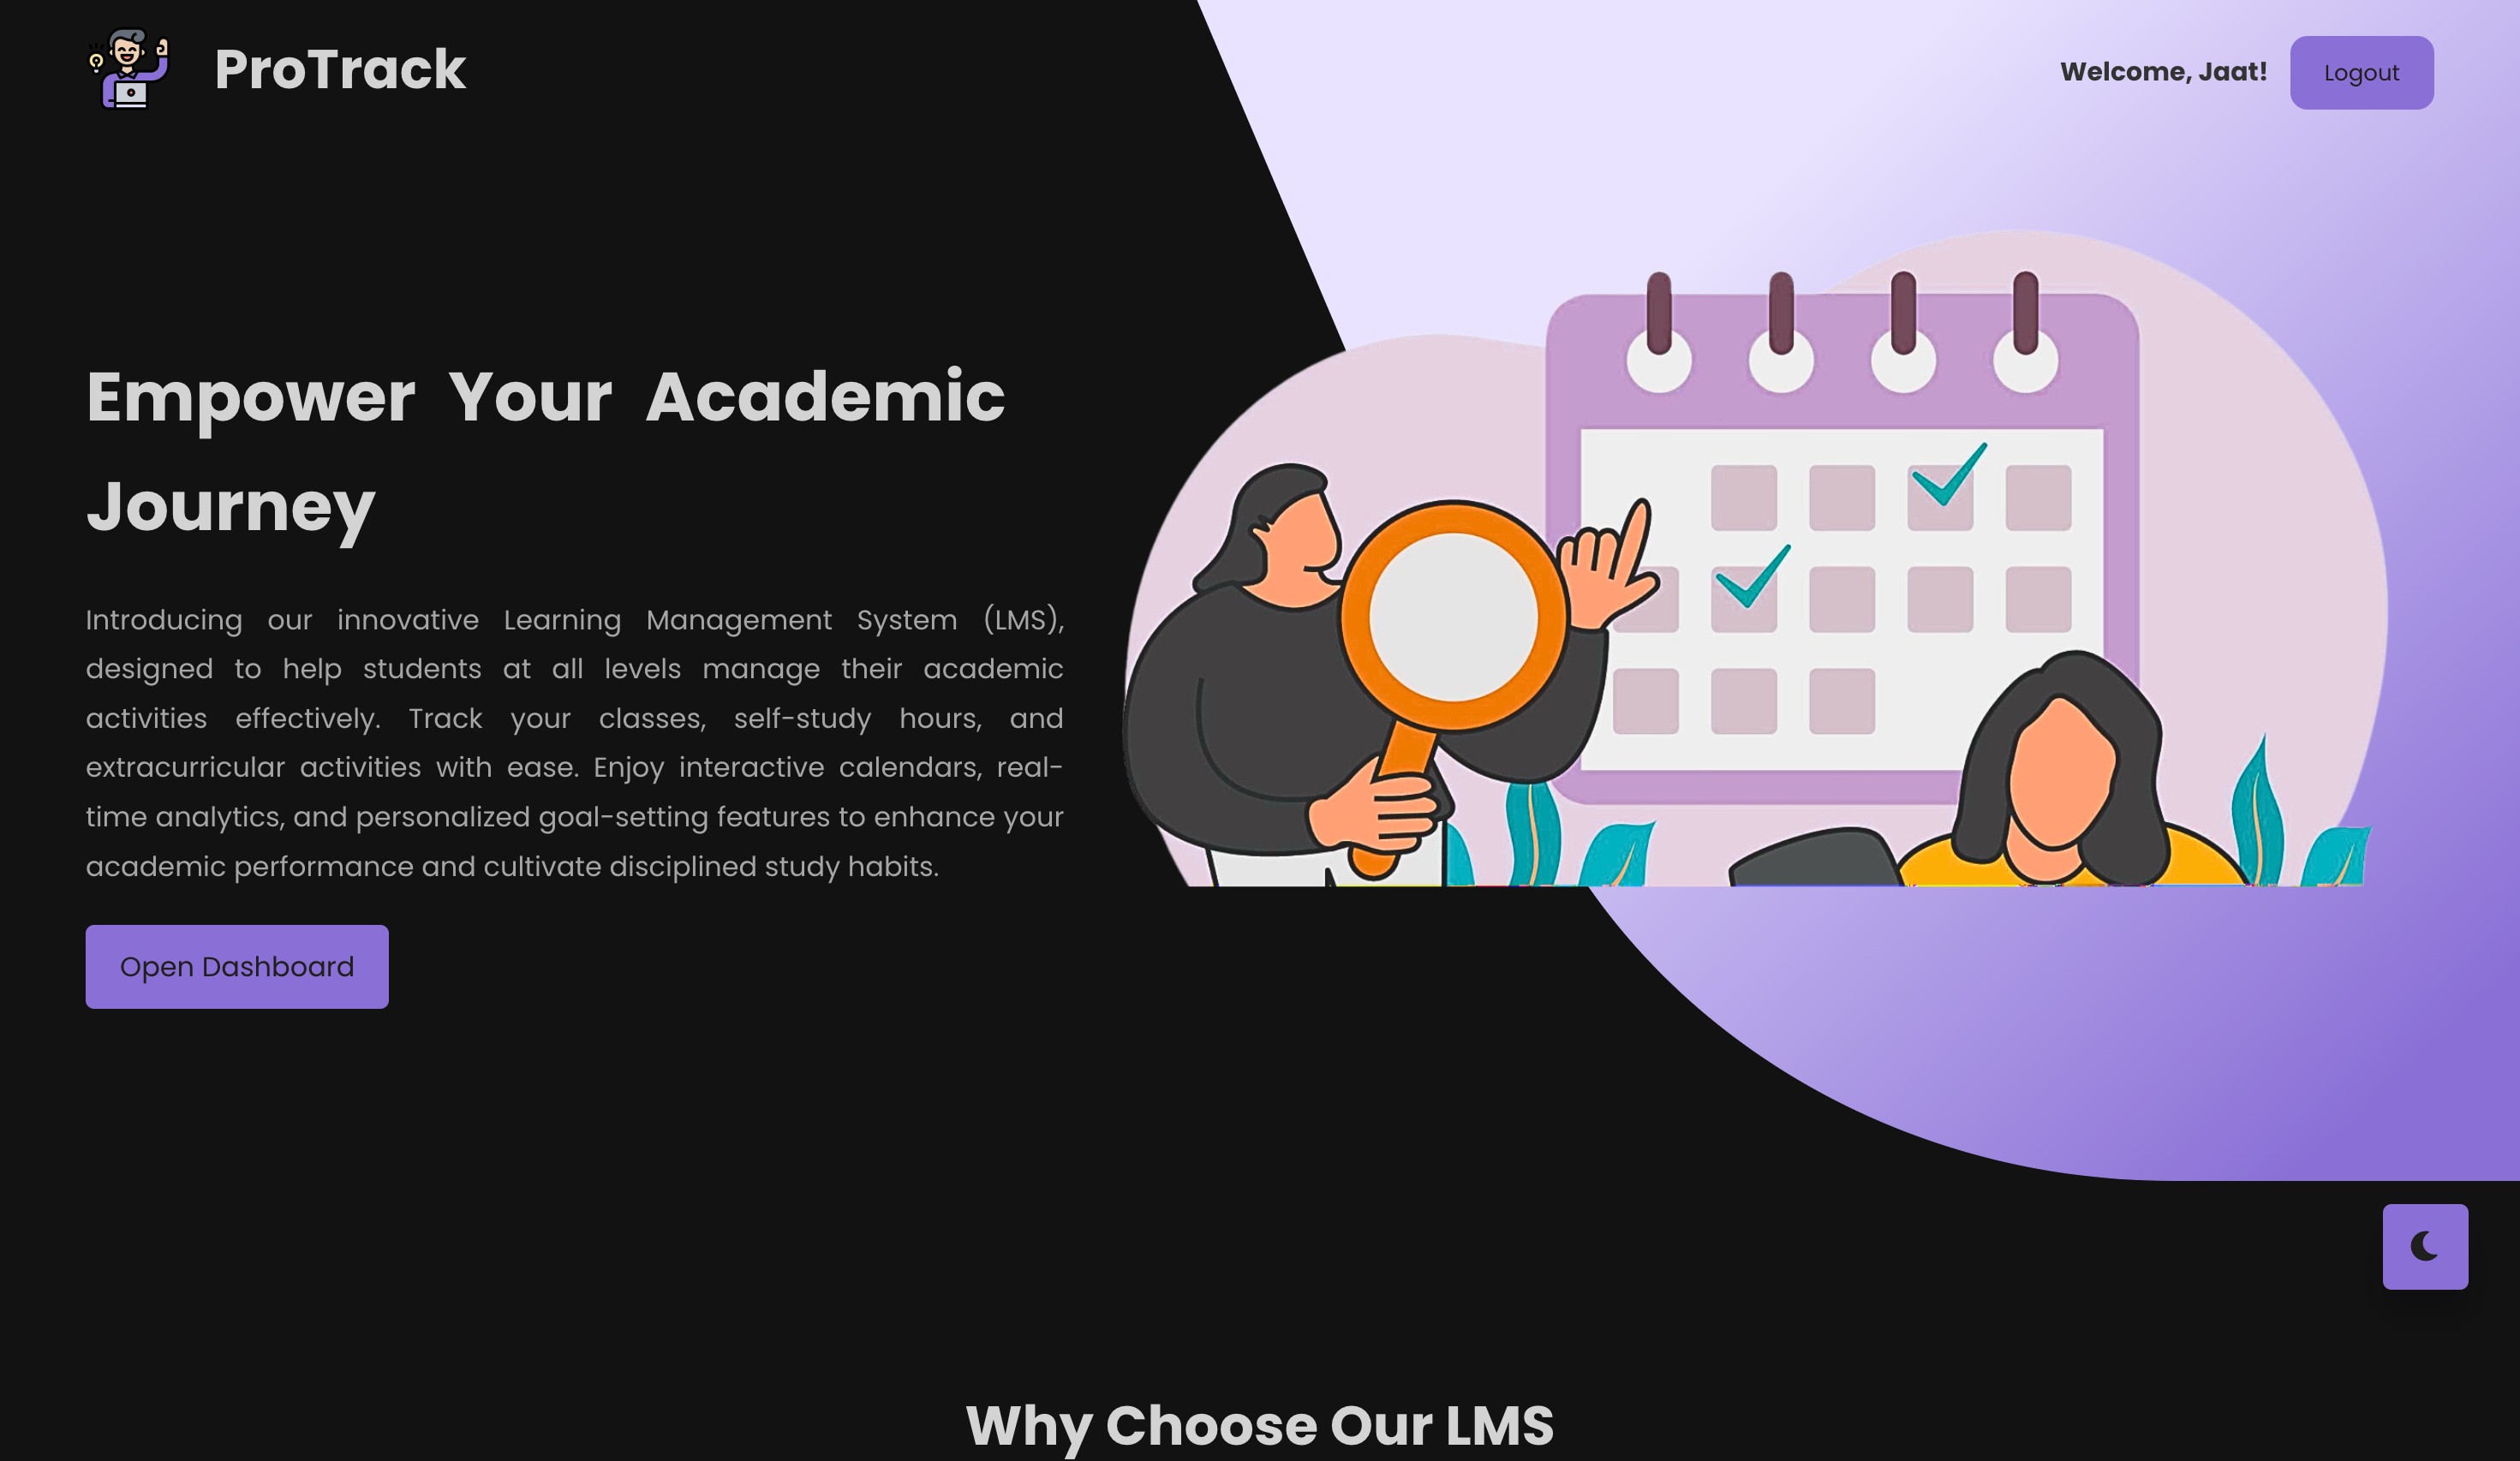 ProTrack
Welcome, Jaat!
Logout
Empower Your Academic
Journey
Introducing our innovative Learning Management System (LMS),
designed to help students at all levels manage their academic
activities effectively. Track your classes, self-study hours, and
extracurricular activities with ease. Enjoy interactive calendars, real-
time analytics, and personalized goal-setting features to enhance your
academic performance and cultivate disciplined study habits.
Open Dashboard
Why Choose Our LMS